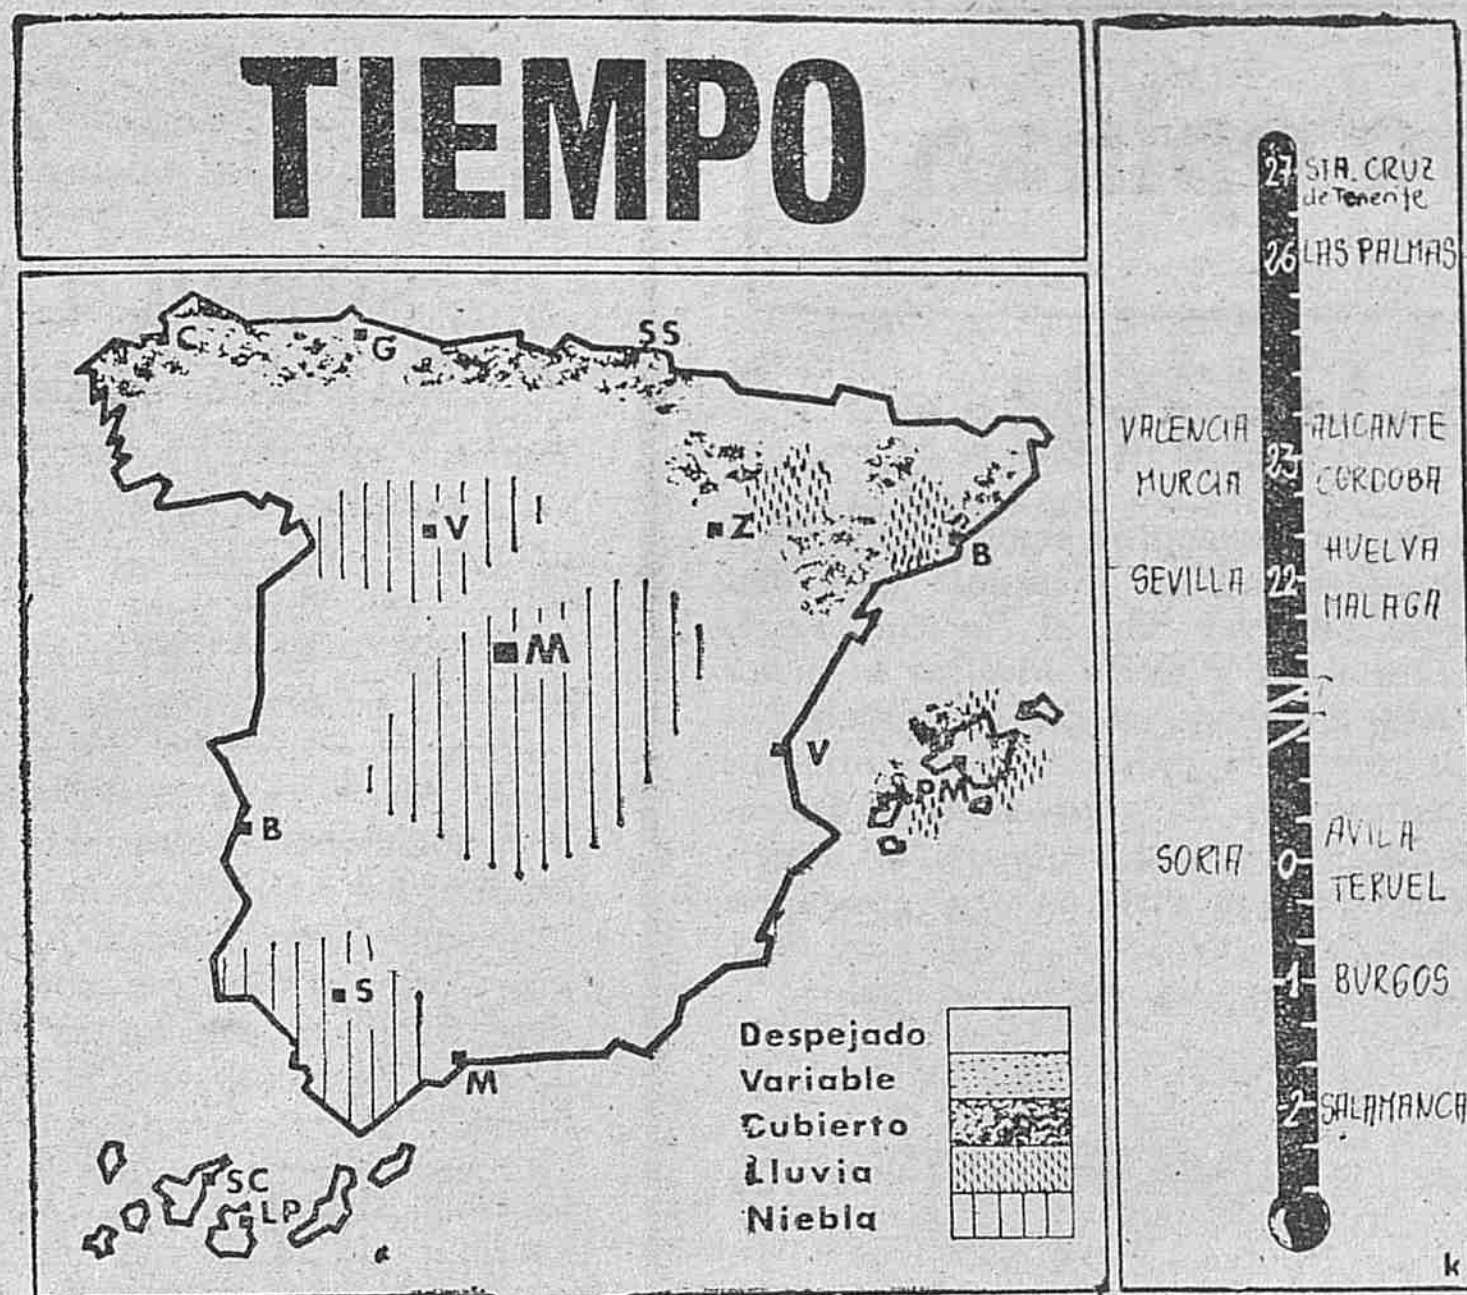 TIEMPO
C
G
SS
V
Z
B
M
V
PM
B
S
M
SC
LP
Despejado
Variable
Cubierto
Lluvia
Niebla
27 STA. CRUZ
de Tenerife
26 LAS PALMAS
VALENCIA 23 ALICANTE
MURCIA CORDOBA
HUELVA
SEVILLA 22
MALAGA
AVILA
SORIA 0
TERUEL
-1 BURGOS
-2 SALAMANCA
k